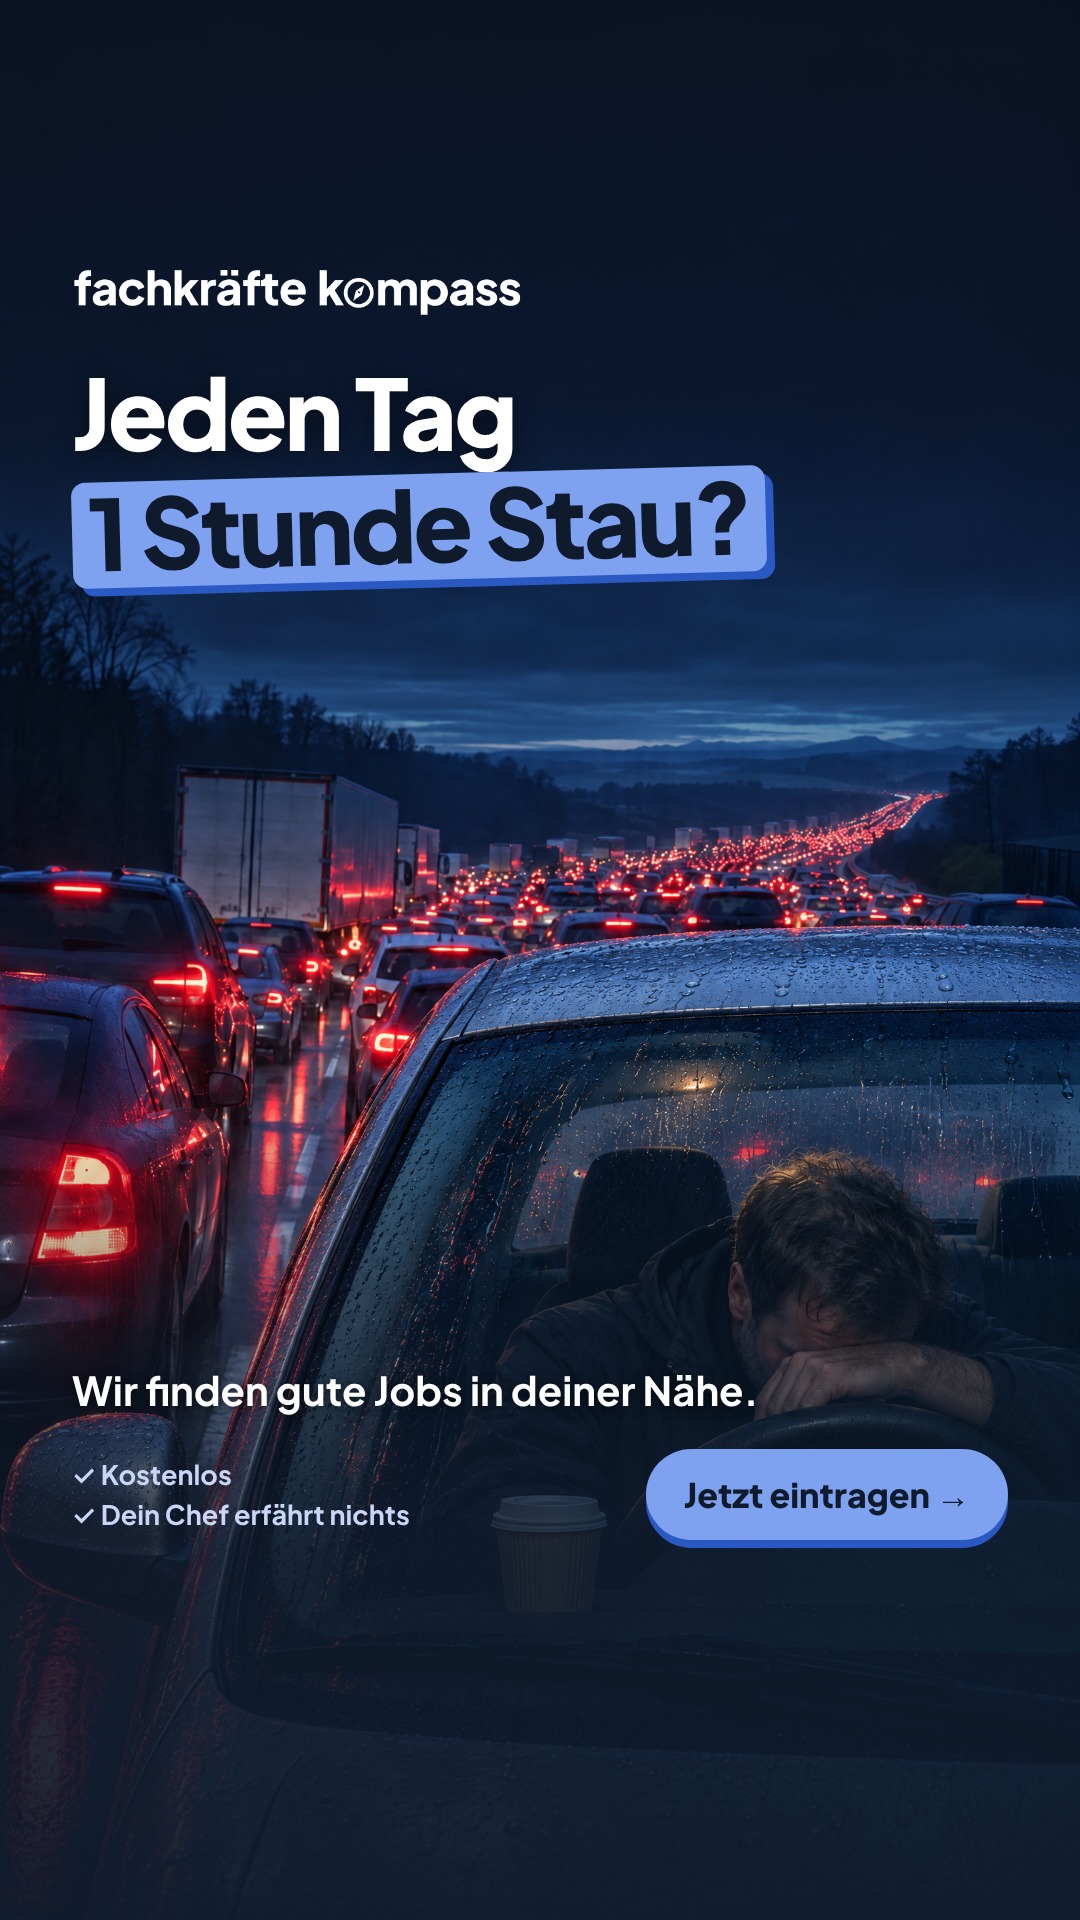 fachkräfte kompass
Jeden Tag
1 Stunde Stau?
Wir finden gute Jobs in deiner Nähe.
✓ Kostenlos
✓ Dein Chef erfährt nichts
Jetzt eintragen →